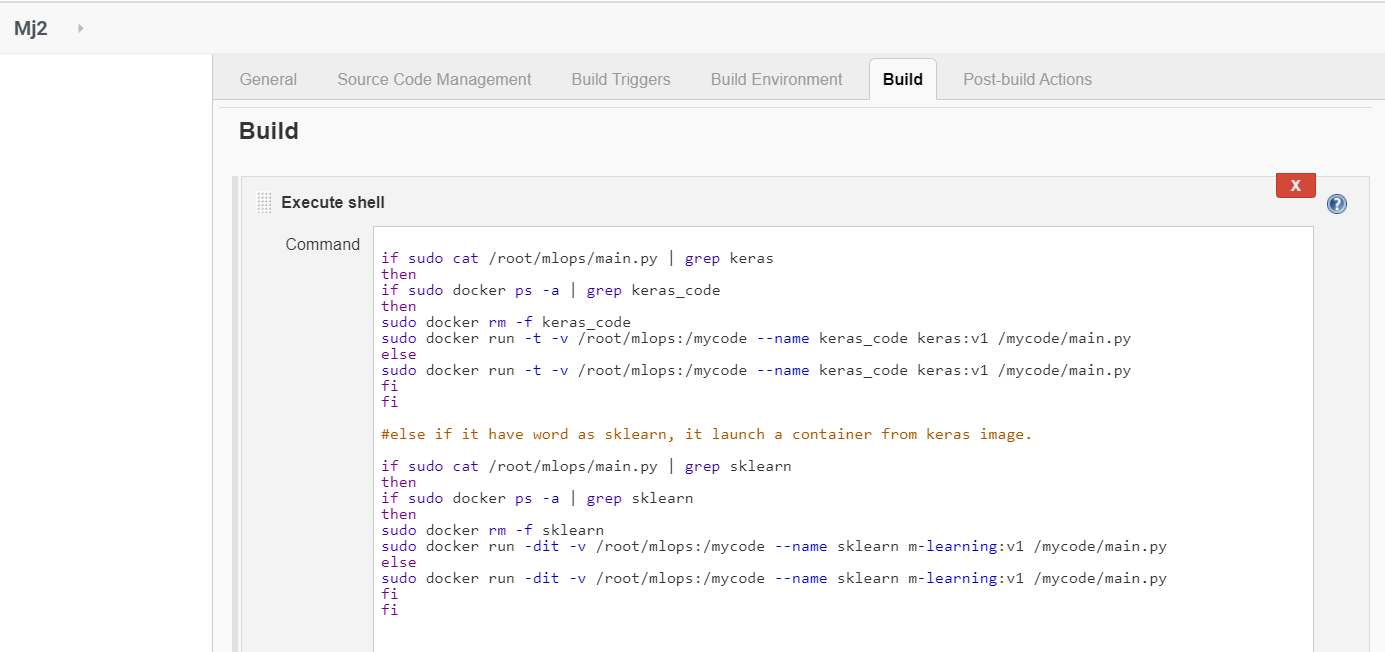 Mj2
General Source Code Management Build Triggers Build Environment Build Post-build Actions
Build
X
Execute shell
?
Command
if sudo cat /root/mlops/main.py | grep keras
then
if sudo docker ps -a | grep keras_code
then
sudo docker rm -f keras_code
sudo docker run -t -v /root/mlops:/mycode --name keras_code keras:v1 /mycode/main.py
else
sudo docker run -t -v /root/mlops:/mycode --name keras_code keras:v1 /mycode/main.py
fi
fi
#else if it have word as sklearn, it launch a container from keras image.
if sudo cat /root/mlops/main.py | grep sklearn
then
if sudo docker ps -a | grep sklearn
then
sudo docker rm -f sklearn
sudo docker run -dit -v /root/mlops:/mycode --name sklearn m-learning:v1 /mycode/main.py
else
sudo docker run -dit -v /root/mlops:/mycode --name sklearn m-learning:v1 /mycode/main.py
fi
fi